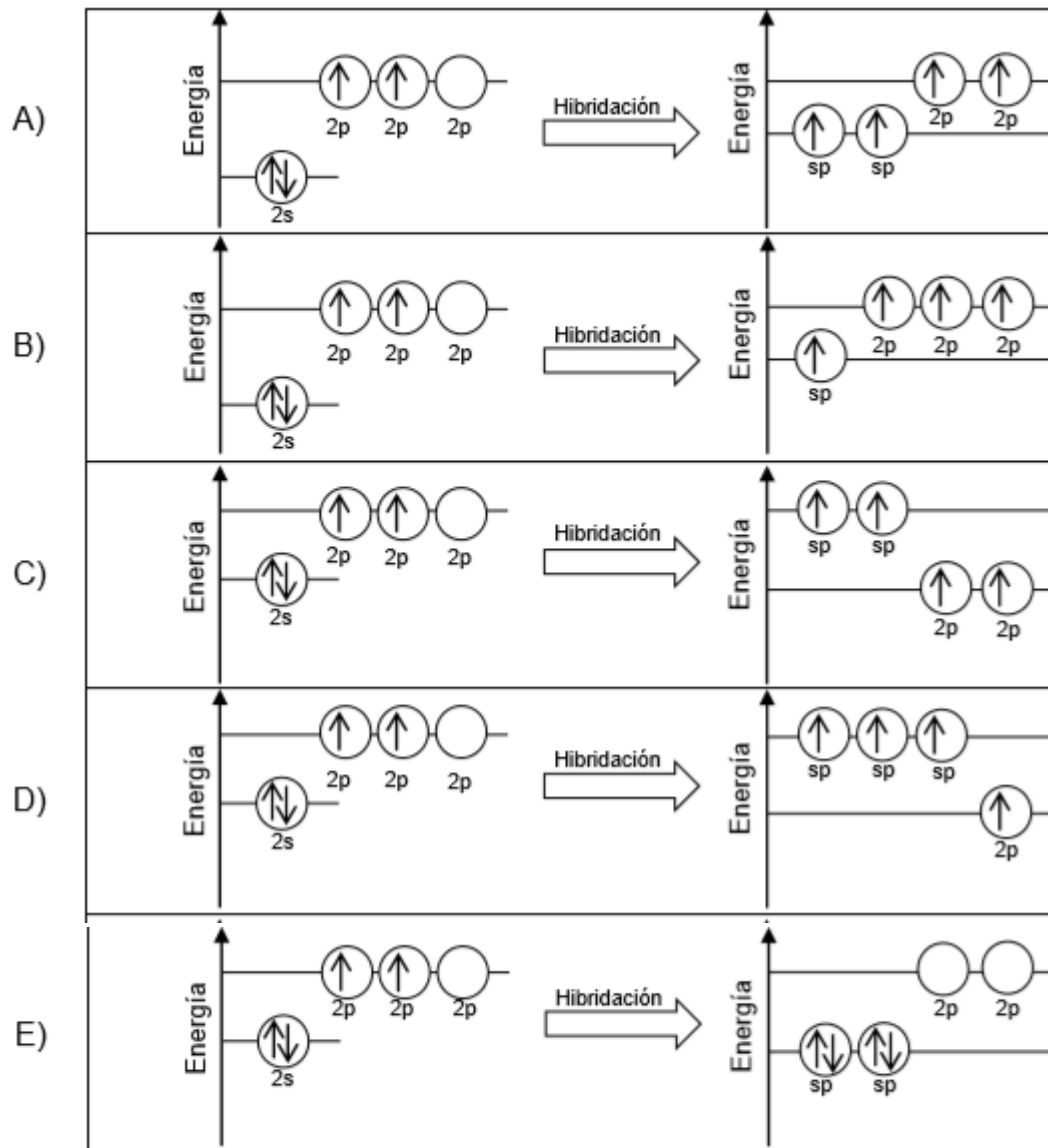 A)
Energía
2p 2p 2p
2s
Hibridación
Energía
2p 2p
sp sp
B)
Energía
2p 2p 2p
2s
Hibridación
Energía
2p 2p 2p
sp
C)
Energía
2p 2p 2p
2s
Hibridación
Energía
sp sp
2p 2p
D)
Energía
2p 2p 2p
2s
Hibridación
Energía
sp sp sp
2p
E)
Energía
2p 2p 2p
2s
Hibridación
Energía
2p 2p
sp sp